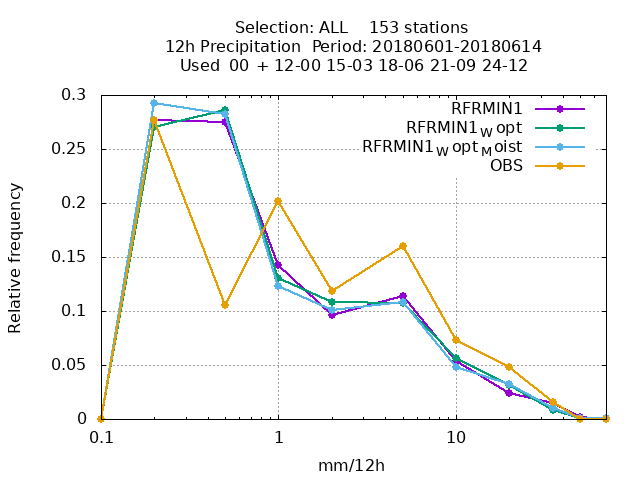 Selection: ALL    153 stations
12h Precipitation  Period: 20180601-20180614
Used  00 + 12-00 15-03 18-06 21-09 24-12
RFRMIN1
RFRMIN1_Wopt
RFRMIN1_Wopt_Moist
OBS
Relative frequency
0.3
0.25
0.2
0.15
0.1
0.05
0
0.1 1 10
mm/12h